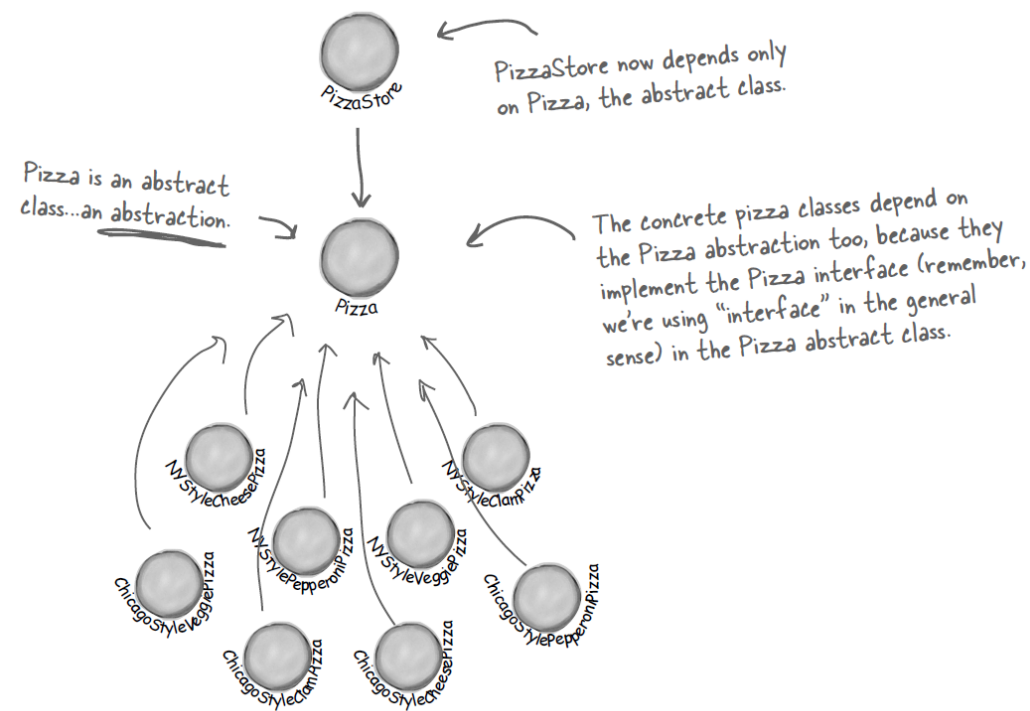 PizzaStore
PizzaStore now depends only
on Pizza, the abstract class.
Pizza is an abstract
class...an abstraction.
Pizza
The concrete pizza classes depend on
the Pizza abstraction too, because they
implement the Pizza interface (remember,
we're using "interface" in the general
sense) in the Pizza abstract class.
NYStyleCheesePizza
NYStyleClamPizza
NYStylePepperoniPizza
NYStyleVeggiePizza
ChicagoStyleVeggiePizza
ChicagoStylePepperoniPizza
ChicagoStyleClamPizza
ChicagoStyleCheesePizza